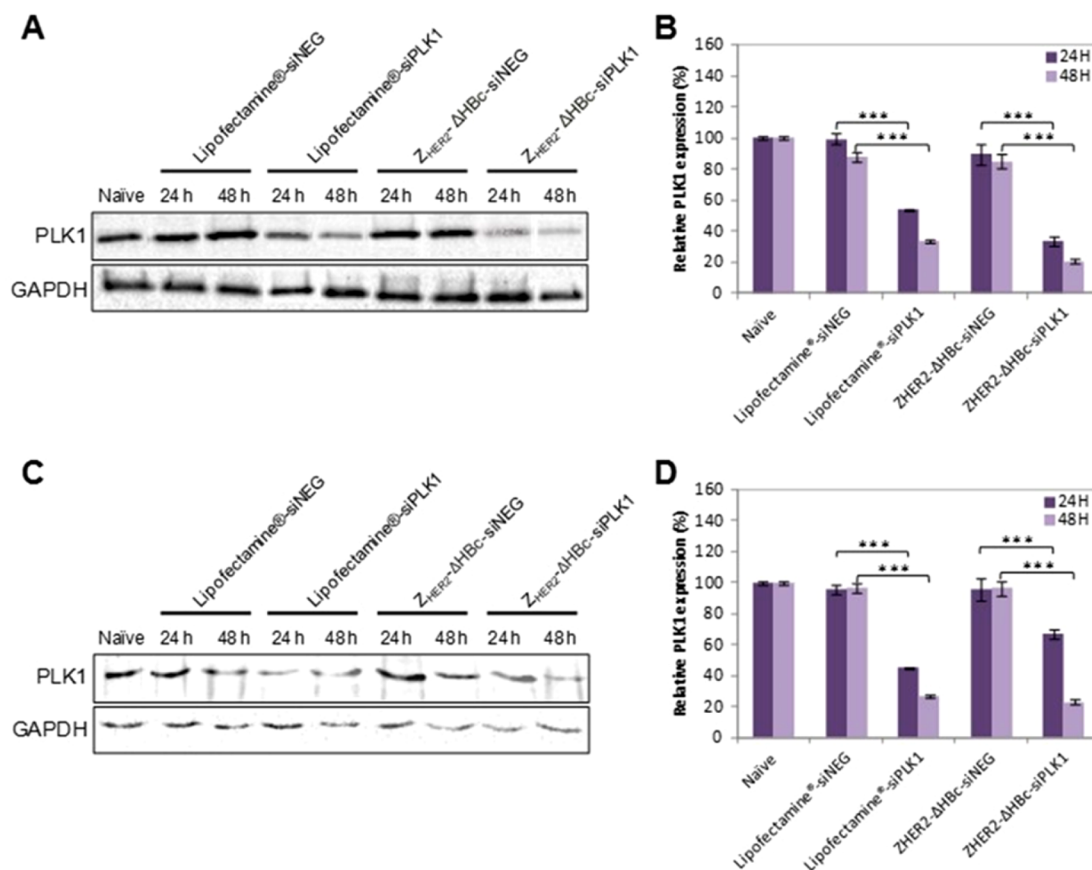 A
Lipofectamine®-siNEG
Lipofectamine®-siPLK1
ZHER2-ΔHBc-siNEG
ZHER2-ΔHBc-siPLK1
Naïve 24 h 48 h 24 h 48 h 24 h 48 h 24 h 48 h
PLK1
GAPDH
B
Relative PLK1 expression (%)
160
140
120
100
80
60
40
20
0
24H
48H
*** ***
*** ***
Naïve
Lipofectamine®-siNEG
Lipofectamine®-siPLK1
ZHER2-ΔHBc-siNEG
ZHER2-ΔHBc-siPLK1
C
Lipofectamine®-siNEG
Lipofectamine®-siPLK1
ZHER2-ΔHBc-siNEG
ZHER2-ΔHBc-siPLK1
Naïve 24 h 48 h 24 h 48 h 24 h 48 h 24 h 48 h
PLK1
GAPDH
D
Relative PLK1 expression (%)
160
140
120
100
80
60
40
20
0
24H
48H
*** ***
*** ***
Naïve
Lipofectamine®-siNEG
Lipofectamine®-siPLK1
ZHER2-ΔHBc-siNEG
ZHER2-ΔHBc-siPLK1